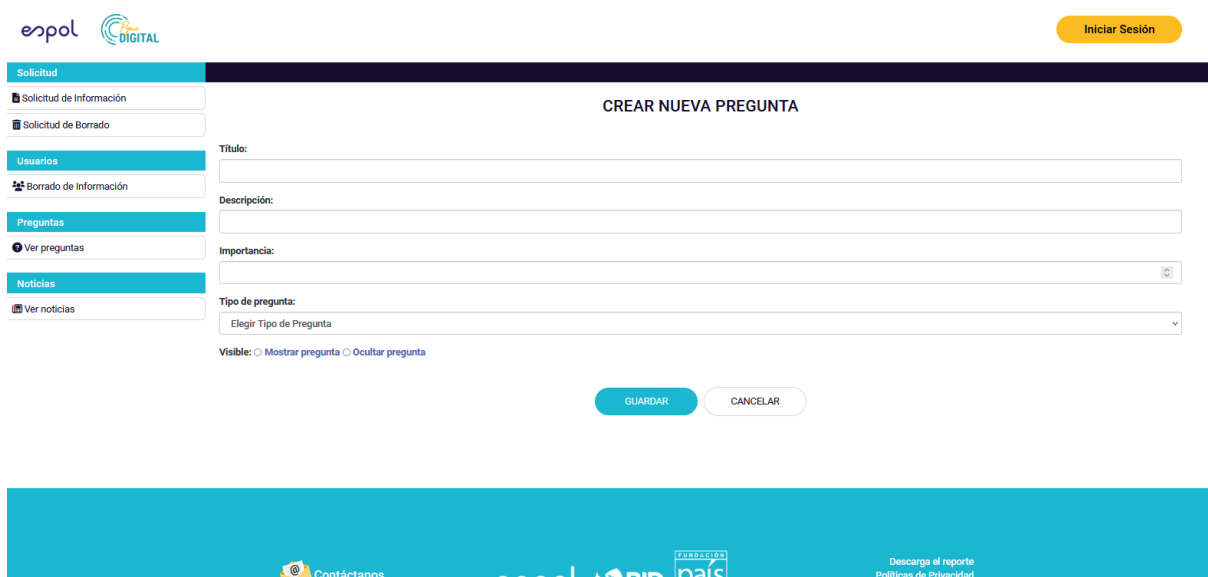 espol
Pyme
DIGITAL
Iniciar Sesión
Solicitud
Solicitud de Información
Solicitud de Borrado
Usuarios
Borrado de Información
Preguntas
Ver preguntas
Noticias
Ver noticias
CREAR NUEVA PREGUNTA
Título:
Descripción:
Importancia:
Tipo de pregunta:
Elegir Tipo de Pregunta
Visible: Mostrar pregunta Ocultar pregunta
GUARDAR CANCELAR
@ Contáctanos
espol BID FUNDACIÓN país
Descarga el reporte
Políticas de Privacidad